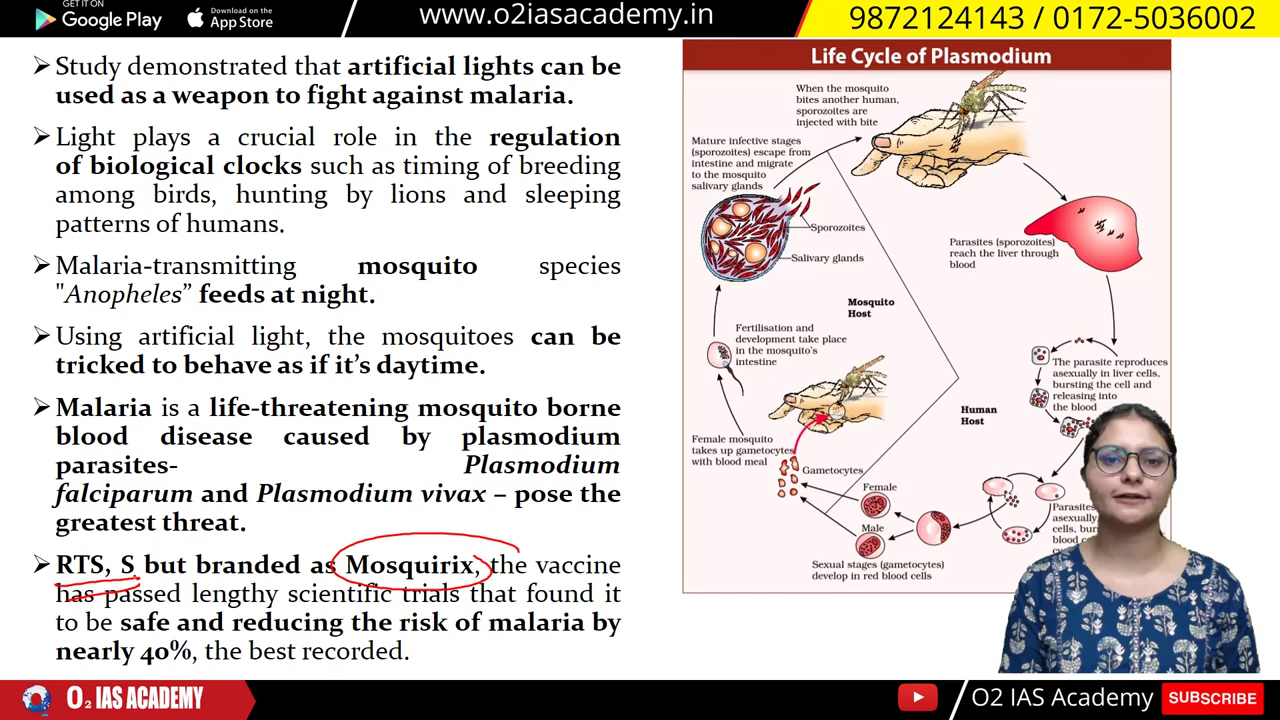 GET IT ON
Google Play
Download on the
App Store
www.o2iasacademy.in
9872124143 / 0172-5036002
➢ Study demonstrated that artificial lights can be
used as a weapon to fight against malaria.
➢ Light plays a crucial role in the regulation
of biological clocks such as timing of breeding
among birds, hunting by lions and sleeping
patterns of humans.
➢ Malaria-transmitting mosquito species
"Anopheles” feeds at night.
➢ Using artificial light, the mosquitoes can be
tricked to behave as if it’s daytime.
➢ Malaria is a life-threatening mosquito borne
blood disease caused by plasmodium
parasites- Plasmodium
falciparum and Plasmodium vivax – pose the
greatest threat.
➢ RTS, S but branded as Mosquirix, the vaccine
has passed lengthy scientific trials that found it
to be safe and reducing the risk of malaria by
nearly 40%, the best recorded.
Life Cycle of Plasmodium
When the mosquito
bites another human,
sporozoites are
injected with bite
Mature infective stages
(sporozoites) escape from
intestine and migrate
to the mosquito
salivary glands
Sporozoites
Salivary glands
Parasites (sporozoites)
reach the liver through
blood
Mosquito
Host
Fertilisation and
development take place
in the mosquito's
intestine
The parasite reproduces
asexually in liver cells,
bursting the cell and
releasing into
the blood
Human
Host
Female mosquito
takes up gametocytes
with blood meal
Gametocytes
Female
Male
Parasites
asexually
cells, bur
blood
Sexual stages (gametocytes)
develop in red blood cells
O2 IAS ACADEMY
O2 IAS Academy
SUBSCRIBE